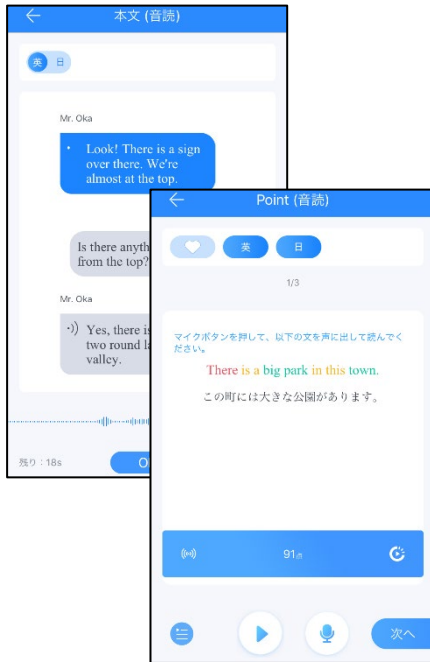 本文 (音読)
英 日
Mr. Oka
Look! There is a sign
over there. We're
almost at the top.
Is there anyth
from the top?
Mr. Oka
Yes, there is
two round la
valley.
残り：18s
O
Point (音読)
英 日
1/3
マイクボタンを押して、以下の文を声に出して読んでく
ださい。
There is a big park in this town.
この町には大きな公園があります。
91点
次へ